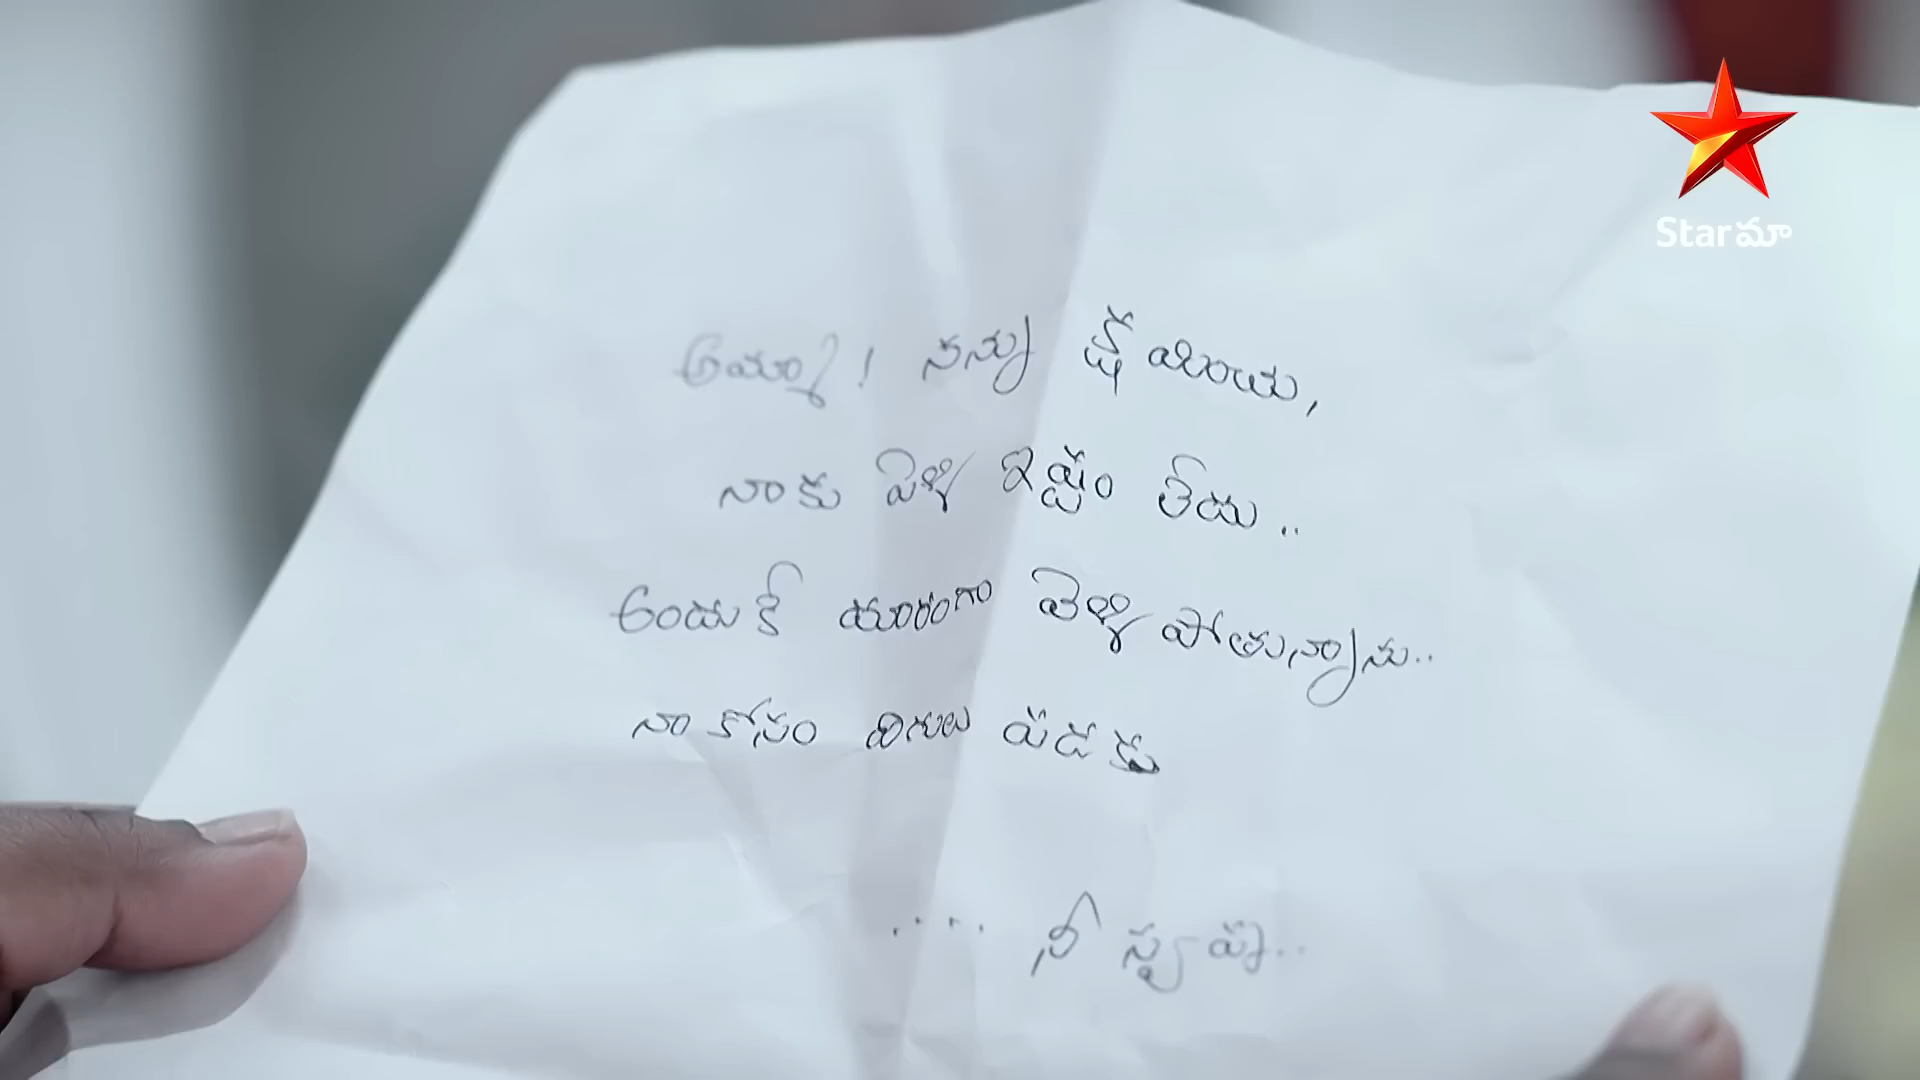 Starమా
అమ్మా! నన్ను క్షమించు,
నాకు పెళ్లి ఇష్టం లేదు..
అందుకే దూరంగా వెళ్ళి పోతున్నాను..
నా కోసం దిగులు పడకు
.... నీ స్వప్న..